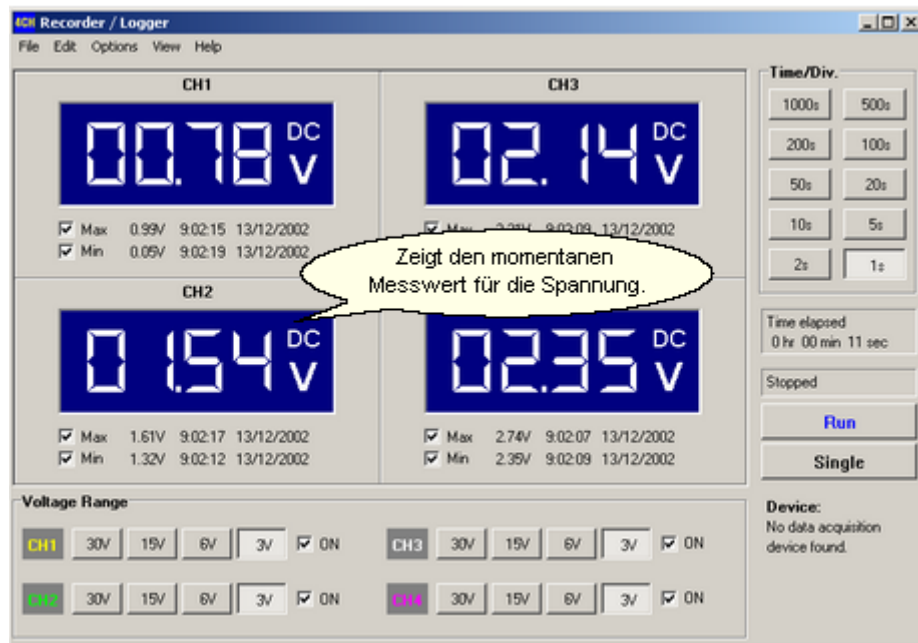 4CH Recorder / Logger
File Edit Options View Help
CH1
00.78 DC V
Max 0.99V 9:02:15 13/12/2002
Min 0.05V 9:02:19 13/12/2002
CH3
02.14 DC V
13/12/2002
Zeigt den momentanen
Messwert für die Spannung.
CH2
01.54 DC V
Max 1.61V 9:02:17 13/12/2002
Min 1.32V 9:02:12 13/12/2002
02.35 DC V
Max 2.74V 9:02:07 13/12/2002
Min 2.35V 9:02:09 13/12/2002
Time/Div.
1000s 500s
200s 100s
50s 20s
10s 5s
2s 1s
Time elapsed
0 hr 00 min 11 sec
Stopped
Run
Single
Device:
No data acquisition
device found.
Voltage Range
CH1 30V 15V 6V 3V ON
CH3 30V 15V 6V 3V ON
CH2 30V 15V 6V 3V ON
CH4 30V 15V 6V 3V ON